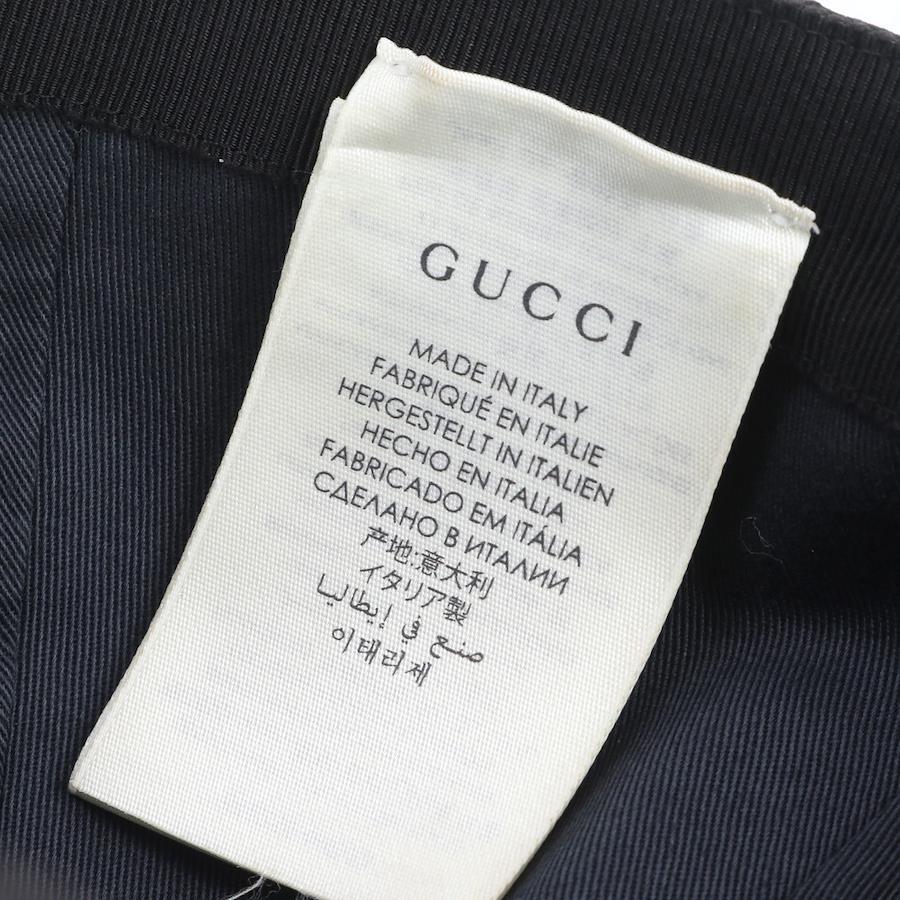 GUCCI
MADE IN ITALY
FABRIQUÉ EN ITALIE
HERGESTELLT IN ITALIEN
HECHO EN ITALIA
FABRICADO EM ITÁLIA
СДЕЛАНО В ИТАЛИИ
产地:意大利
イタリア製
صنع في إيطاليا
이태리제